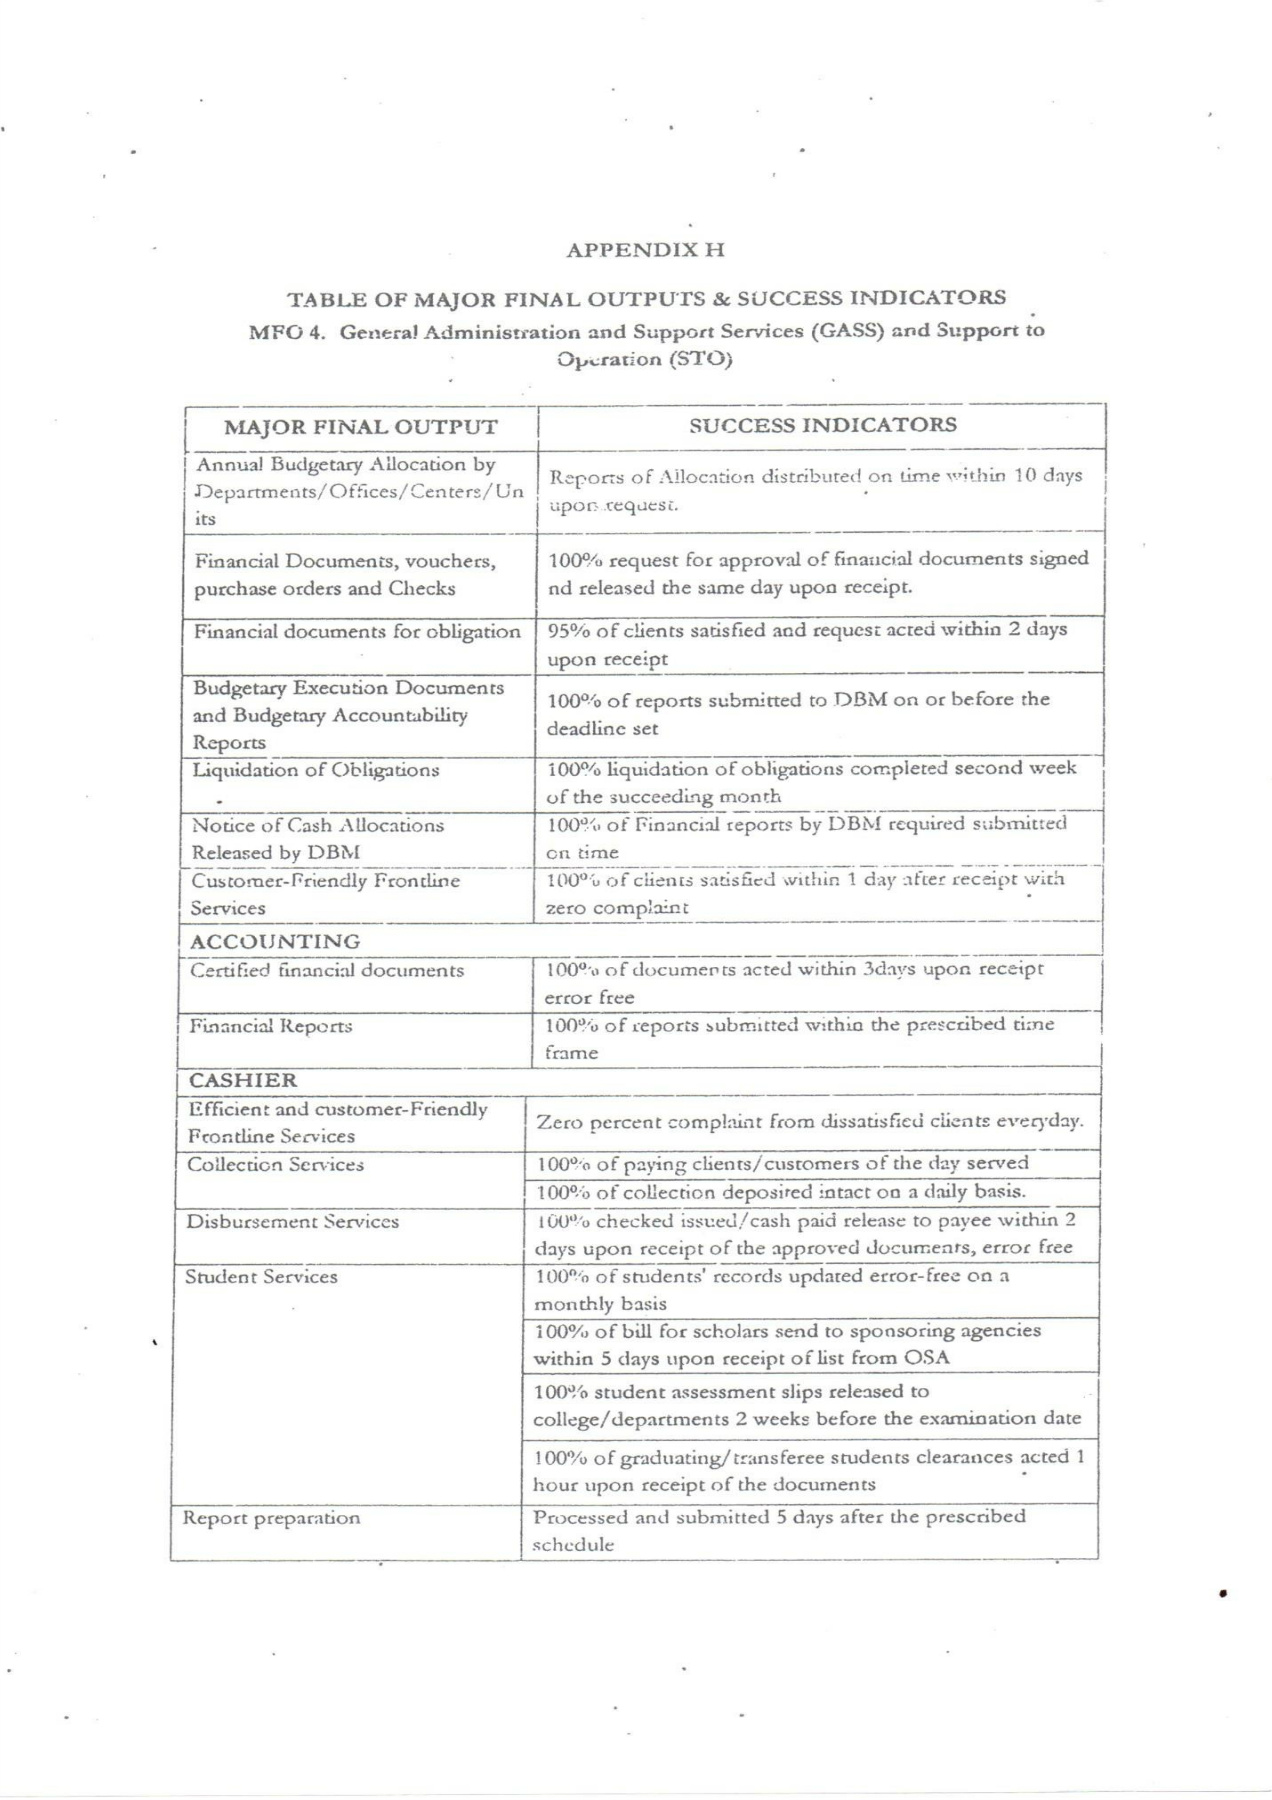 APPENDIX H
TABLE OF MAJOR FINAL OUTPUTS & SUCCESS INDICATORS
MFO 4. General Administration and Support Services (GASS) and Support to
Operation (STO)
MAJOR FINAL OUTPUT
SUCCESS INDICATORS
Annual Budgetary Allocation by
Departments/Offices/Centers/Un
its
Reports of Allocation distributed on time within 10 days
upon request.
Financial Documents, vouchers,
purchase orders and Checks
100% request for approval of financial documents signed
nd released the same day upon receipt.
Financial documents for obligation
95% of clients satisfied and request acted within 2 days
upon receipt
Budgetary Execution Documents
and Budgetary Accountability
Reports
100% of reports submitted to DBM on or before the
deadline set
Liquidation of Obligations
100% liquidation of obligations completed second week
of the succeeding month
Notice of Cash Allocations
Released by DBM
100% of Financial reports by DBM required submitted
on time
Customer-Friendly Frontline
Services
100% of clients satisfied within 1 day after receipt with
zero complaint
ACCOUNTING
Certified financial documents
100% of documents acted within 3days upon receipt
error free
Financial Reports
100% of reports submitted within the prescribed time
frame
CASHIER
Efficient and customer-Friendly
Frontline Services
Zero percent complaint from dissatisfied clients everyday.
Collection Services
100% of paying clients/customers of the day served
100% of collection deposited intact on a daily basis.
Disbursement Services
100% checked issued/cash paid release to payee within 2
days upon receipt of the approved documents, error free
Student Services
100% of students' records updated error-free on a
monthly basis
100% of bill for scholars send to sponsoring agencies
within 5 days upon receipt of list from OSA
100% student assessment slips released to
college/departments 2 weeks before the examination date
100% of graduating/transferee students clearances acted 1
hour upon receipt of the documents
Report preparation
Processed and submitted 5 days after the prescribed
schedule